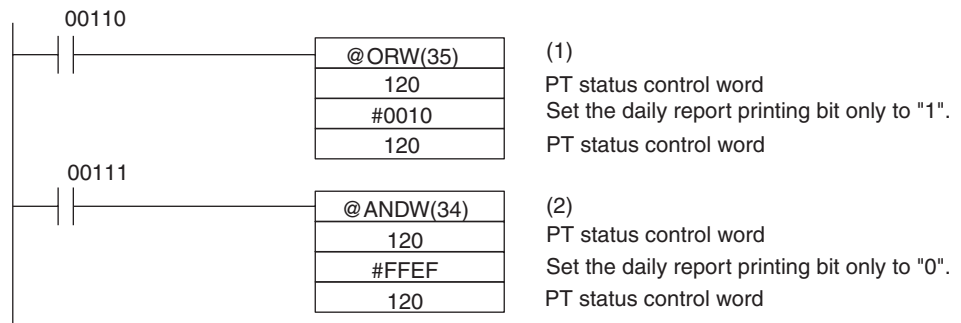 00110
@ORW(35) (1)
120 PT status control word
#0010 Set the daily report printing bit only to "1".
120 PT status control word
00111
@ANDW(34) (2)
120 PT status control word
#FFEF Set the daily report printing bit only to "0".
120 PT status control word